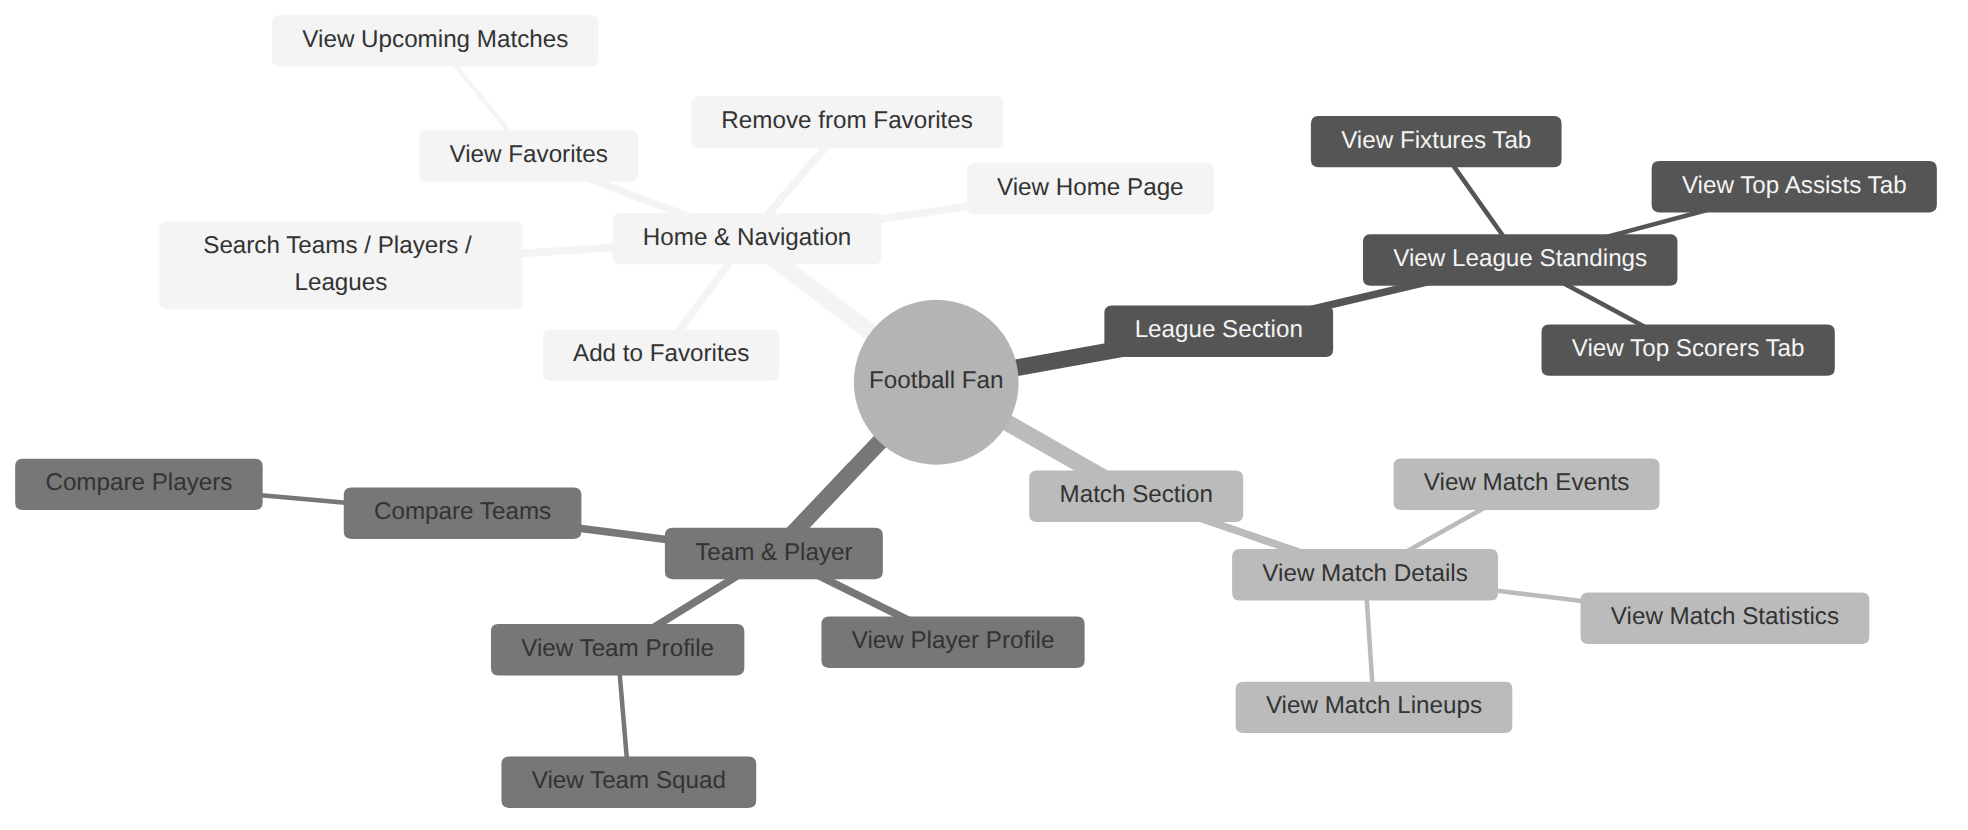 View Upcoming Matches
Remove from Favorites
View Favorites
View Home Page
Home & Navigation
Search Teams / Players /
Leagues
Add to Favorites
View Fixtures Tab
View Top Assists Tab
View League Standings
League Section
View Top Scorers Tab
Football Fan
Compare Players
Compare Teams
Team & Player
View Team Profile
View Player Profile
View Team Squad
Match Section
View Match Events
View Match Details
View Match Statistics
View Match Lineups